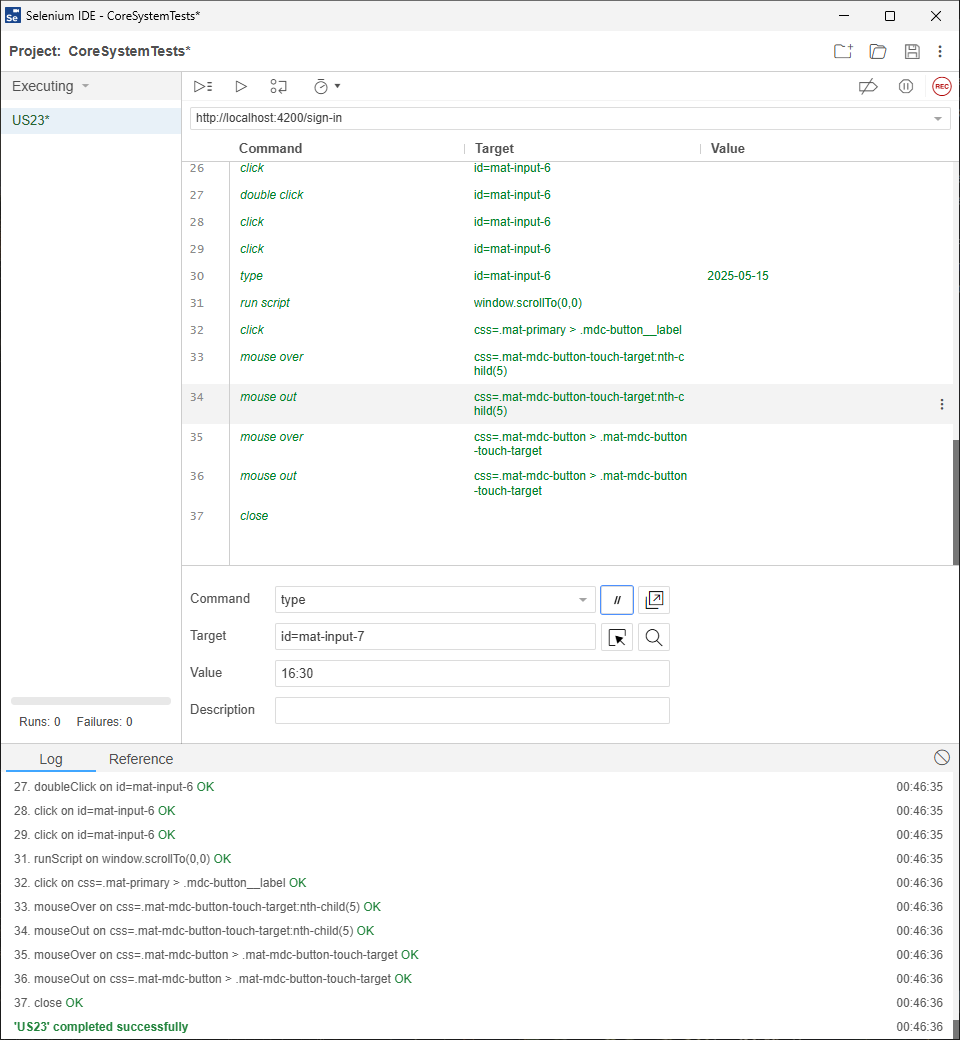 Selenium IDE - CoreSystemTests*
Project: CoreSystemTests*
Executing
REC
US23*
http://localhost:4200/sign-in
Command Target Value
26 click id=mat-input-6
27 double click id=mat-input-6
28 click id=mat-input-6
29 click id=mat-input-6
30 type id=mat-input-6 2025-05-15
31 run script window.scrollTo(0,0)
32 click css=.mat-primary > .mdc-button__label
33 mouse over css=.mat-mdc-button-touch-target:nth-c
hild(5)
34 mouse out css=.mat-mdc-button-touch-target:nth-c
hild(5)
35 mouse over css=.mat-mdc-button > .mat-mdc-button
-touch-target
36 mouse out css=.mat-mdc-button > .mat-mdc-button
-touch-target
37 close
Command type //
Target id=mat-input-7
Value 16:30
Description
Runs: 0 Failures: 0
Log Reference
27. doubleClick on id=mat-input-6 OK 00:46:35
28. click on id=mat-input-6 OK 00:46:35
29. click on id=mat-input-6 OK 00:46:35
31. runScript on window.scrollTo(0,0) OK 00:46:35
32. click on css=.mat-primary > .mdc-button__label OK 00:46:36
33. mouseOver on css=.mat-mdc-button-touch-target:nth-child(5) OK 00:46:36
34. mouseOut on css=.mat-mdc-button-touch-target:nth-child(5) OK 00:46:36
35. mouseOver on css=.mat-mdc-button > .mat-mdc-button-touch-target OK 00:46:36
36. mouseOut on css=.mat-mdc-button > .mat-mdc-button-touch-target OK 00:46:36
37. close OK 00:46:36
'US23' completed successfully 00:46:36